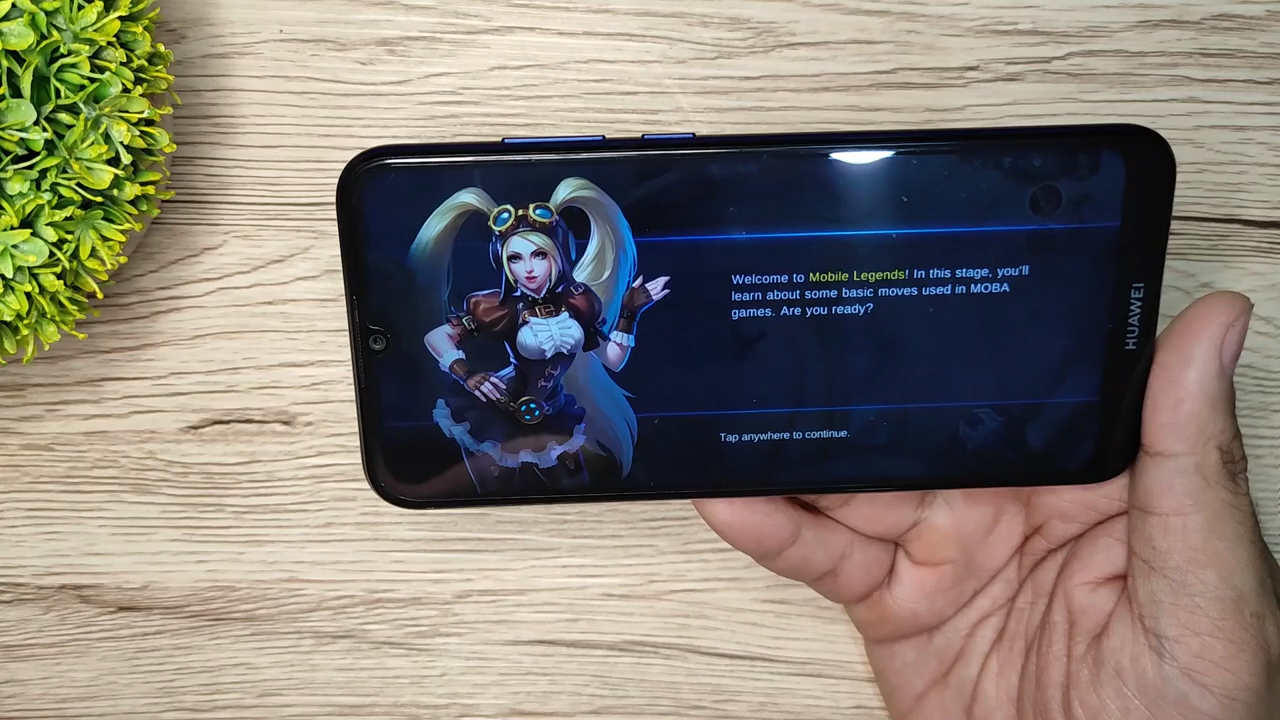 Welcome to Mobile Legends! In this stage, you'll
learn about some basic moves used in MOBA
games. Are you ready?
Tap anywhere to continue.
HUAWEI